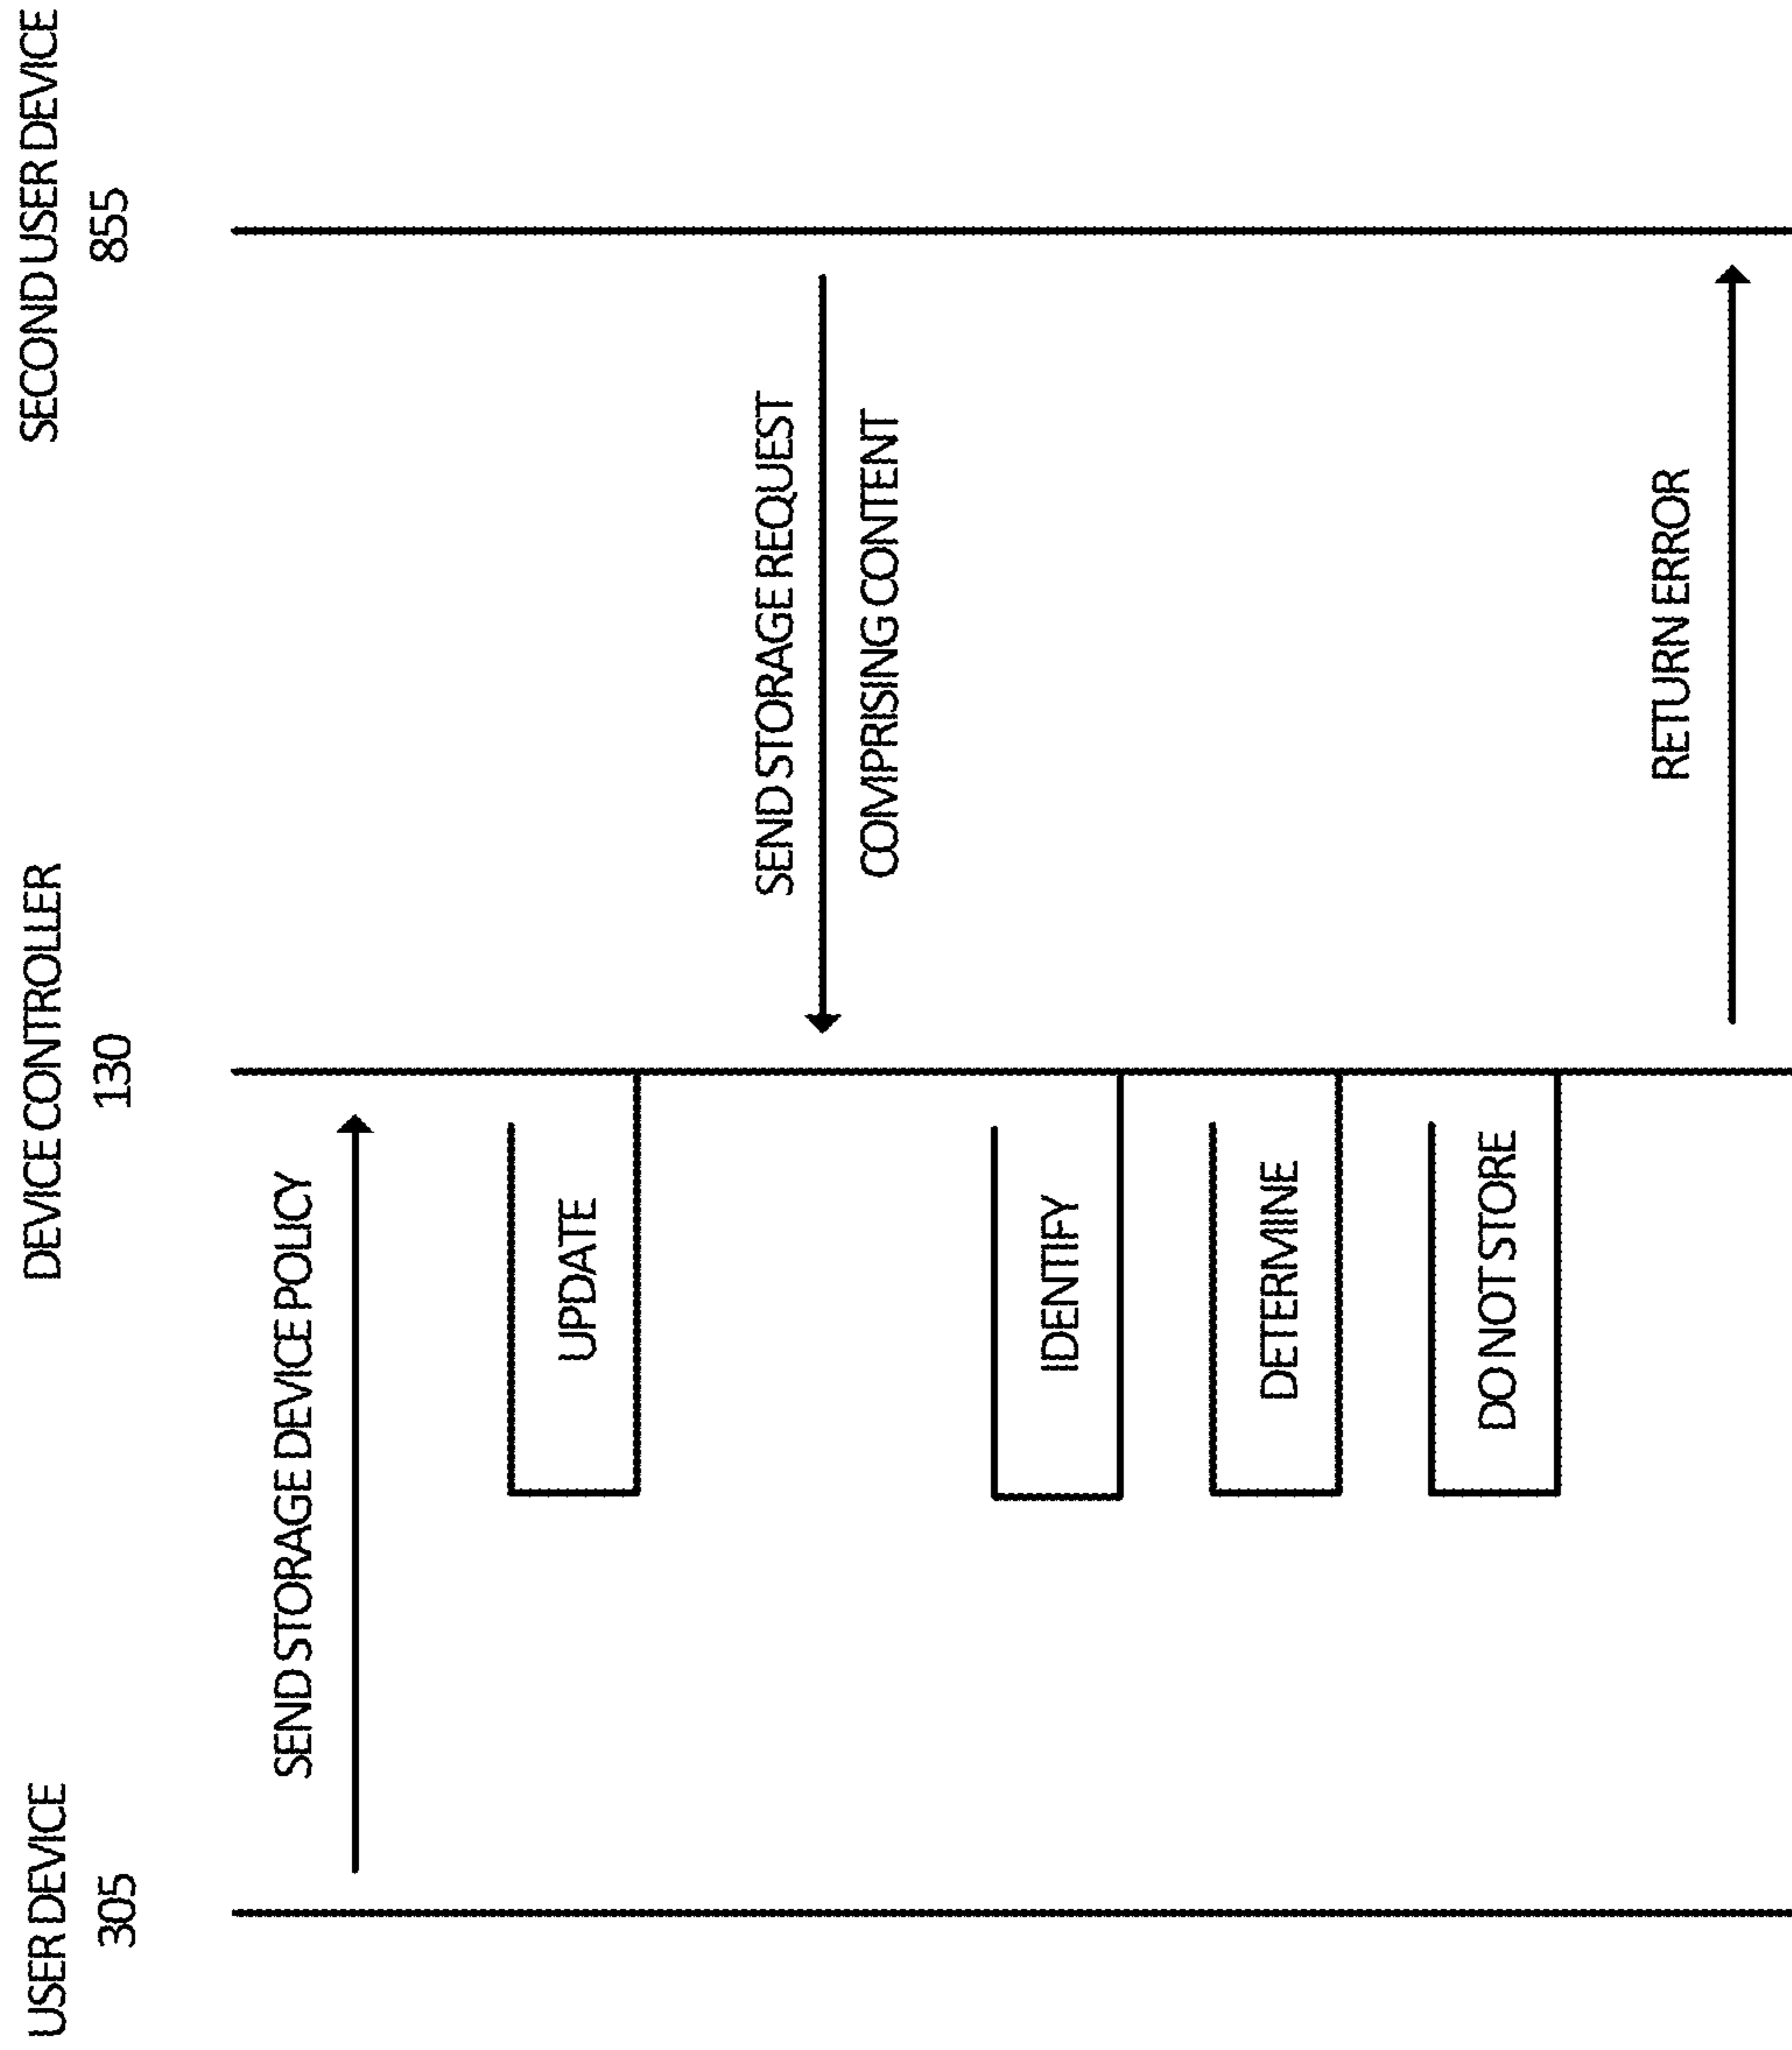 USER DEVICE
305
DEVICE CONTROLLER
130
SECOND USER DEVICE
855
SEND STORAGE DEVICE POLICY
UPDATE
SEND STORAGE REQUEST
COMPRISING CONTENT
IDENTIFY
DETERMINE
DO NOT STORE
RETURN ERROR